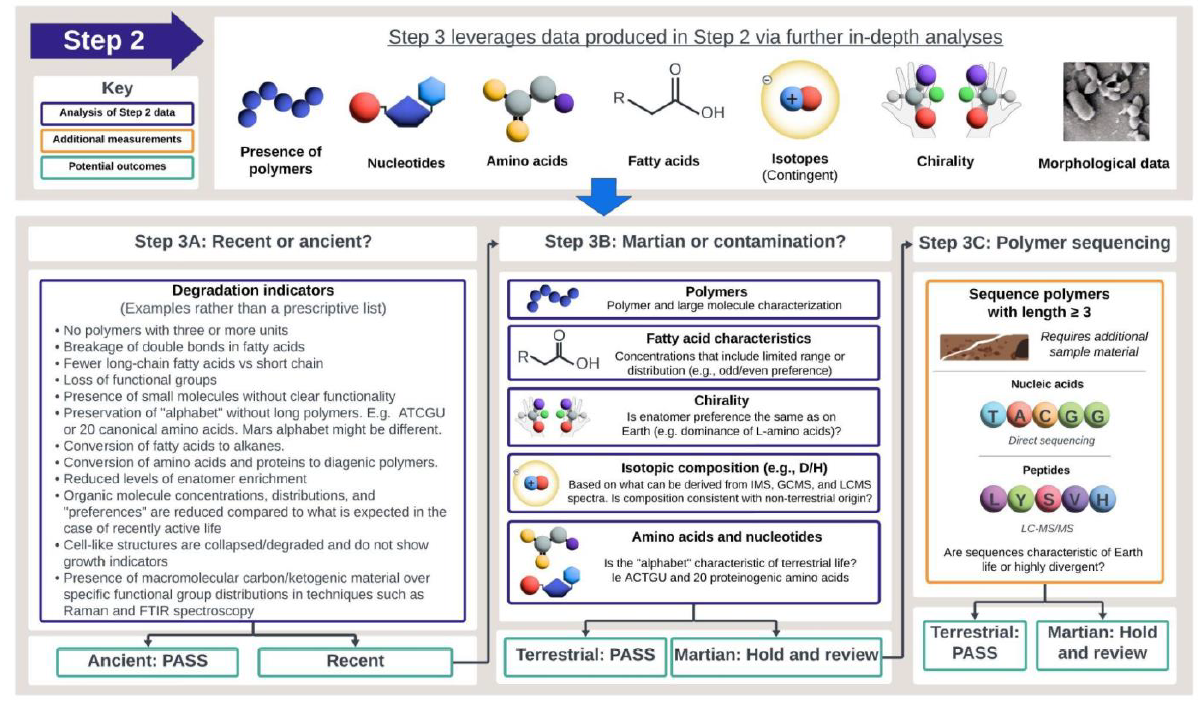 Step 2
Key
Analysis of Step 2 data
Additional measurements
Potential outcomes
Step 3 leverages data produced in Step 2 via further in-depth analyses
Presence of
polymers
Nucleotides
Amino acids
R
O
OH
Fatty acids
+
Isotopes
(Contingent)
Chirality
Morphological data
Step 3A: Recent or ancient?
Degradation indicators
(Examples rather than a prescriptive list)
• No polymers with three or more units
• Breakage of double bonds in fatty acids
• Fewer long-chain fatty acids vs short chain
• Loss of functional groups
• Presence of small molecules without clear functionality
• Preservation of "alphabet" without long polymers. E.g. ATCGU
or 20 canonical amino acids. Mars alphabet might be different.
• Conversion of fatty acids to alkanes.
• Conversion of amino acids and proteins to diagenic polymers.
• Reduced levels of enatomer enrichment
• Organic molecule concentrations, distributions, and
"preferences" are reduced compared to what is expected in the
case of recently active life
• Cell-like structures are collapsed/degraded and do not show
growth indicators
• Presence of macromolecular carbon/ketogenic material over
specific functional group distributions in techniques such as
Raman and FTIR spectroscopy
Ancient: PASS
Recent
Step 3B: Martian or contamination?
Polymers
Polymer and large molecule characterization
R
O
OH
Fatty acid characteristics
Concentrations that include limited range or
distribution (e.g., odd/even preference)
Chirality
Is enatomer preference the same as on
Earth (e.g. dominance of L-amino acids)?
Isotopic composition (e.g., D/H)
Based on what can be derived from IMS, GCMS, and LCMS
spectra. Is composition consistent with non-terrestrial origin?
Amino acids and nucleotides
Is the "alphabet" characteristic of terrestrial life?
Ie ACTGU and 20 proteinogenic amino acids
Terrestrial: PASS
Martian: Hold and review
Step 3C: Polymer sequencing
Sequence polymers
with length ≥ 3
Requires additional
sample material
Nucleic acids
T A C G G
Direct sequencing
Peptides
L Y S V H
LC-MS/MS
Are sequences characteristic of Earth
life or highly divergent?
Terrestrial:
PASS
Martian: Hold
and review